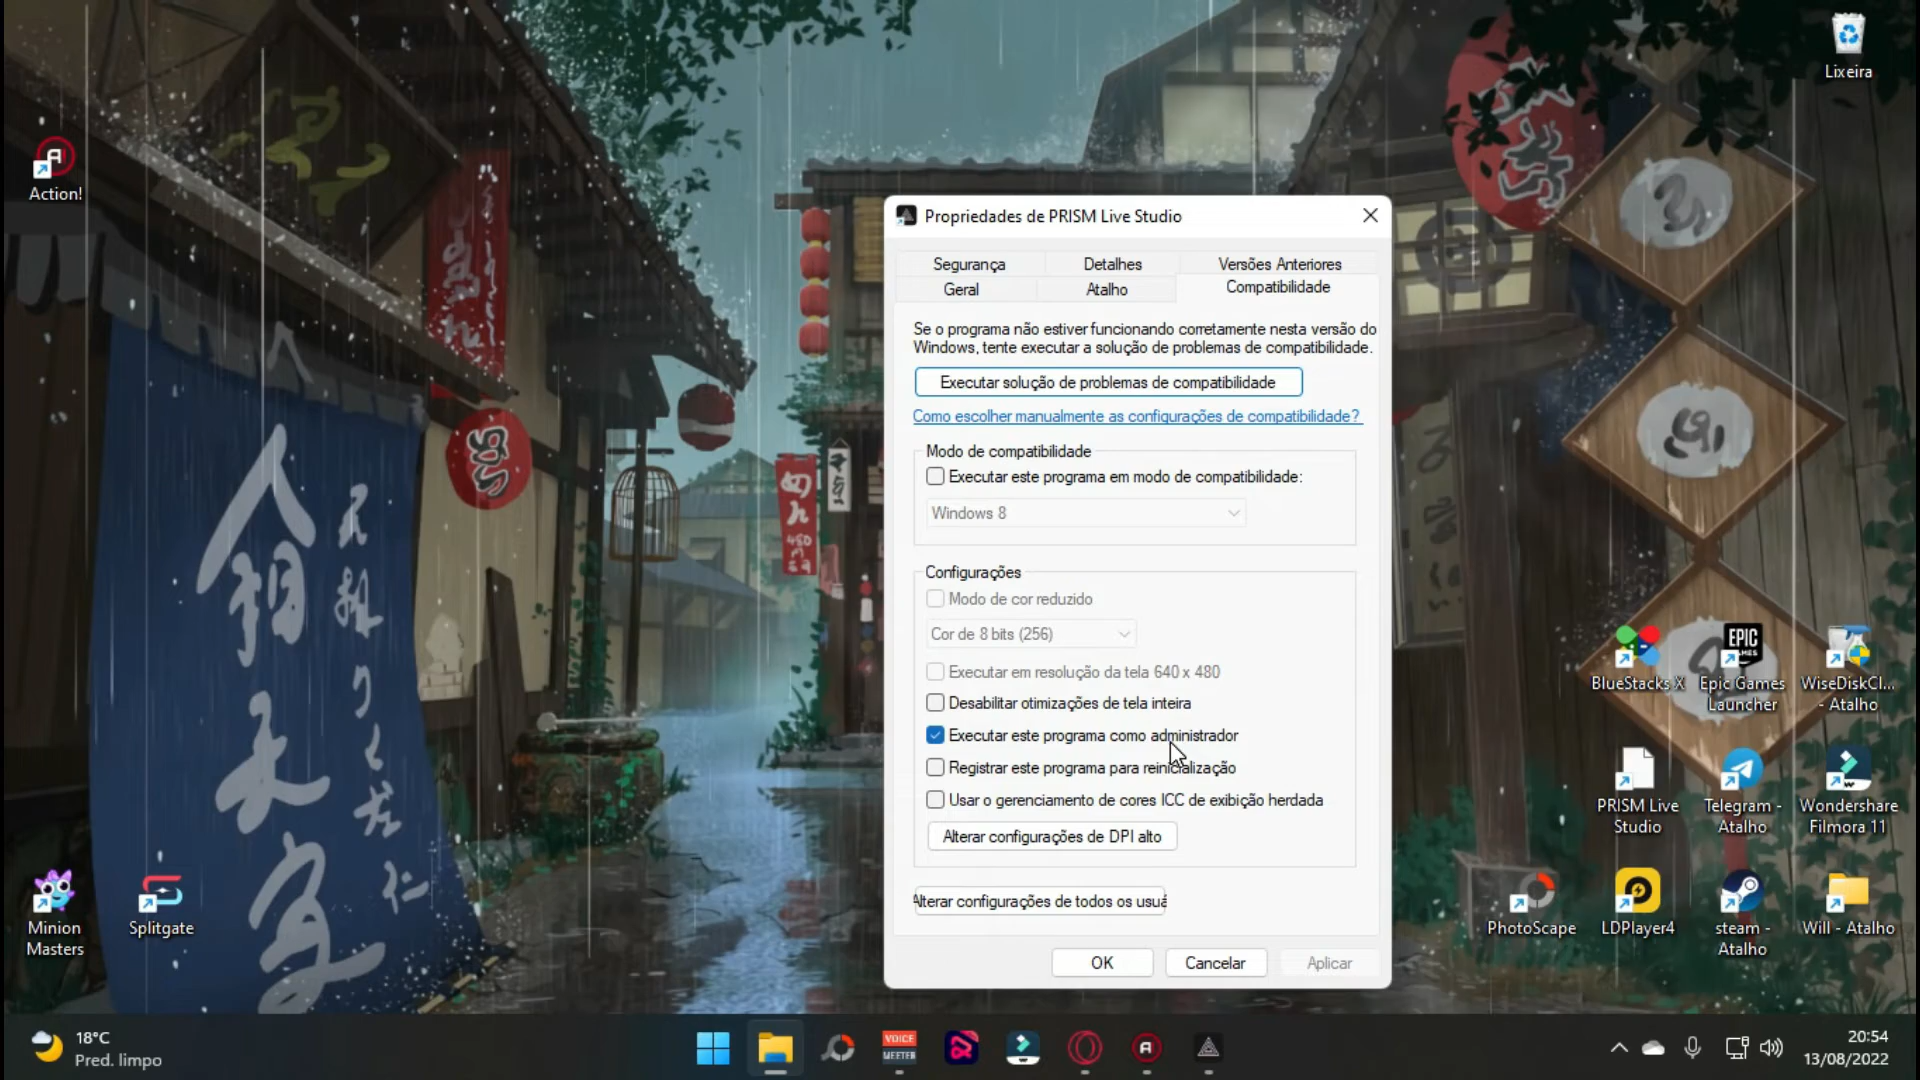 Lixeira
Action!
Propriedades de PRISM Live Studio
Segurança
Detalhes
Versões Anteriores
Geral
Atalho
Compatibilidade
Se o programa não estiver funcionando corretamente nesta versão do
Windows, tente executar a solução de problemas de compatibilidade.
Executar solução de problemas de compatibilidade
Como escolher manualmente as configurações de compatibilidade?
Modo de compatibilidade
Executar este programa em modo de compatibilidade:
Windows 8
Configurações
Modo de cor reduzido
Cor de 8 bits (256)
Executar em resolução da tela 640 x 480
Desabilitar otimizações de tela inteira
Executar este programa como administrador
Registrar este programa para reinicialização
Usar o gerenciamento de cores ICC de exibição herdada
Alterar configurações de DPI alto
Alterar configurações de todos os usuá
OK
Cancelar
Aplicar
EPIC
GAMES
BlueStacks X
Epic Games
Launcher
WiseDiskCl...
- Atalho
PRISM Live
Studio
Telegram -
Atalho
Wondershare
Filmora 11
PhotoScape
LDPlayer4
steam -
Atalho
Will - Atalho
Minion
Masters
Splitgate
18°C
Pred. limpo
VOICE
MEETER
20:54
13/08/2022